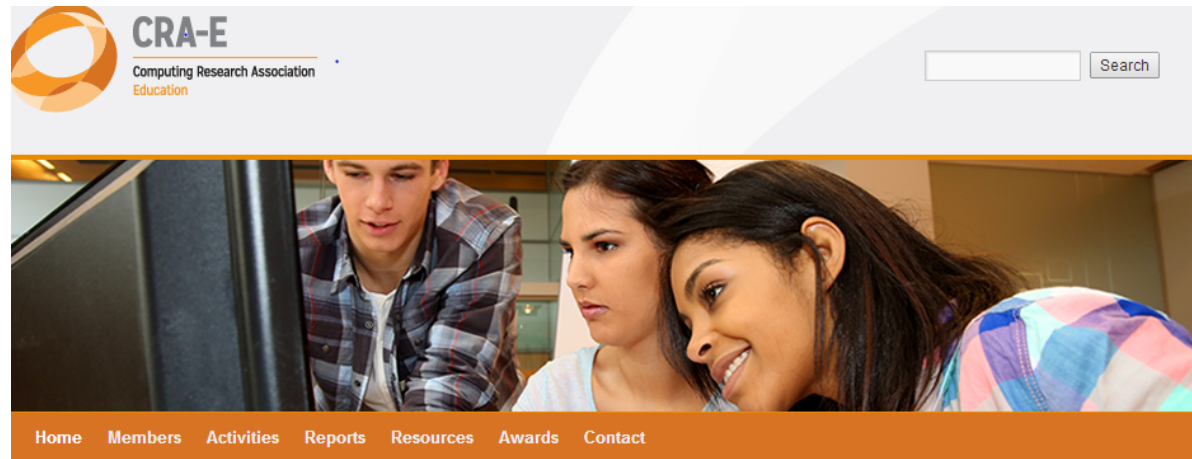 CRA-E
Computing Research Association
Education
Search
Home Members Activities Reports Resources Awards Contact